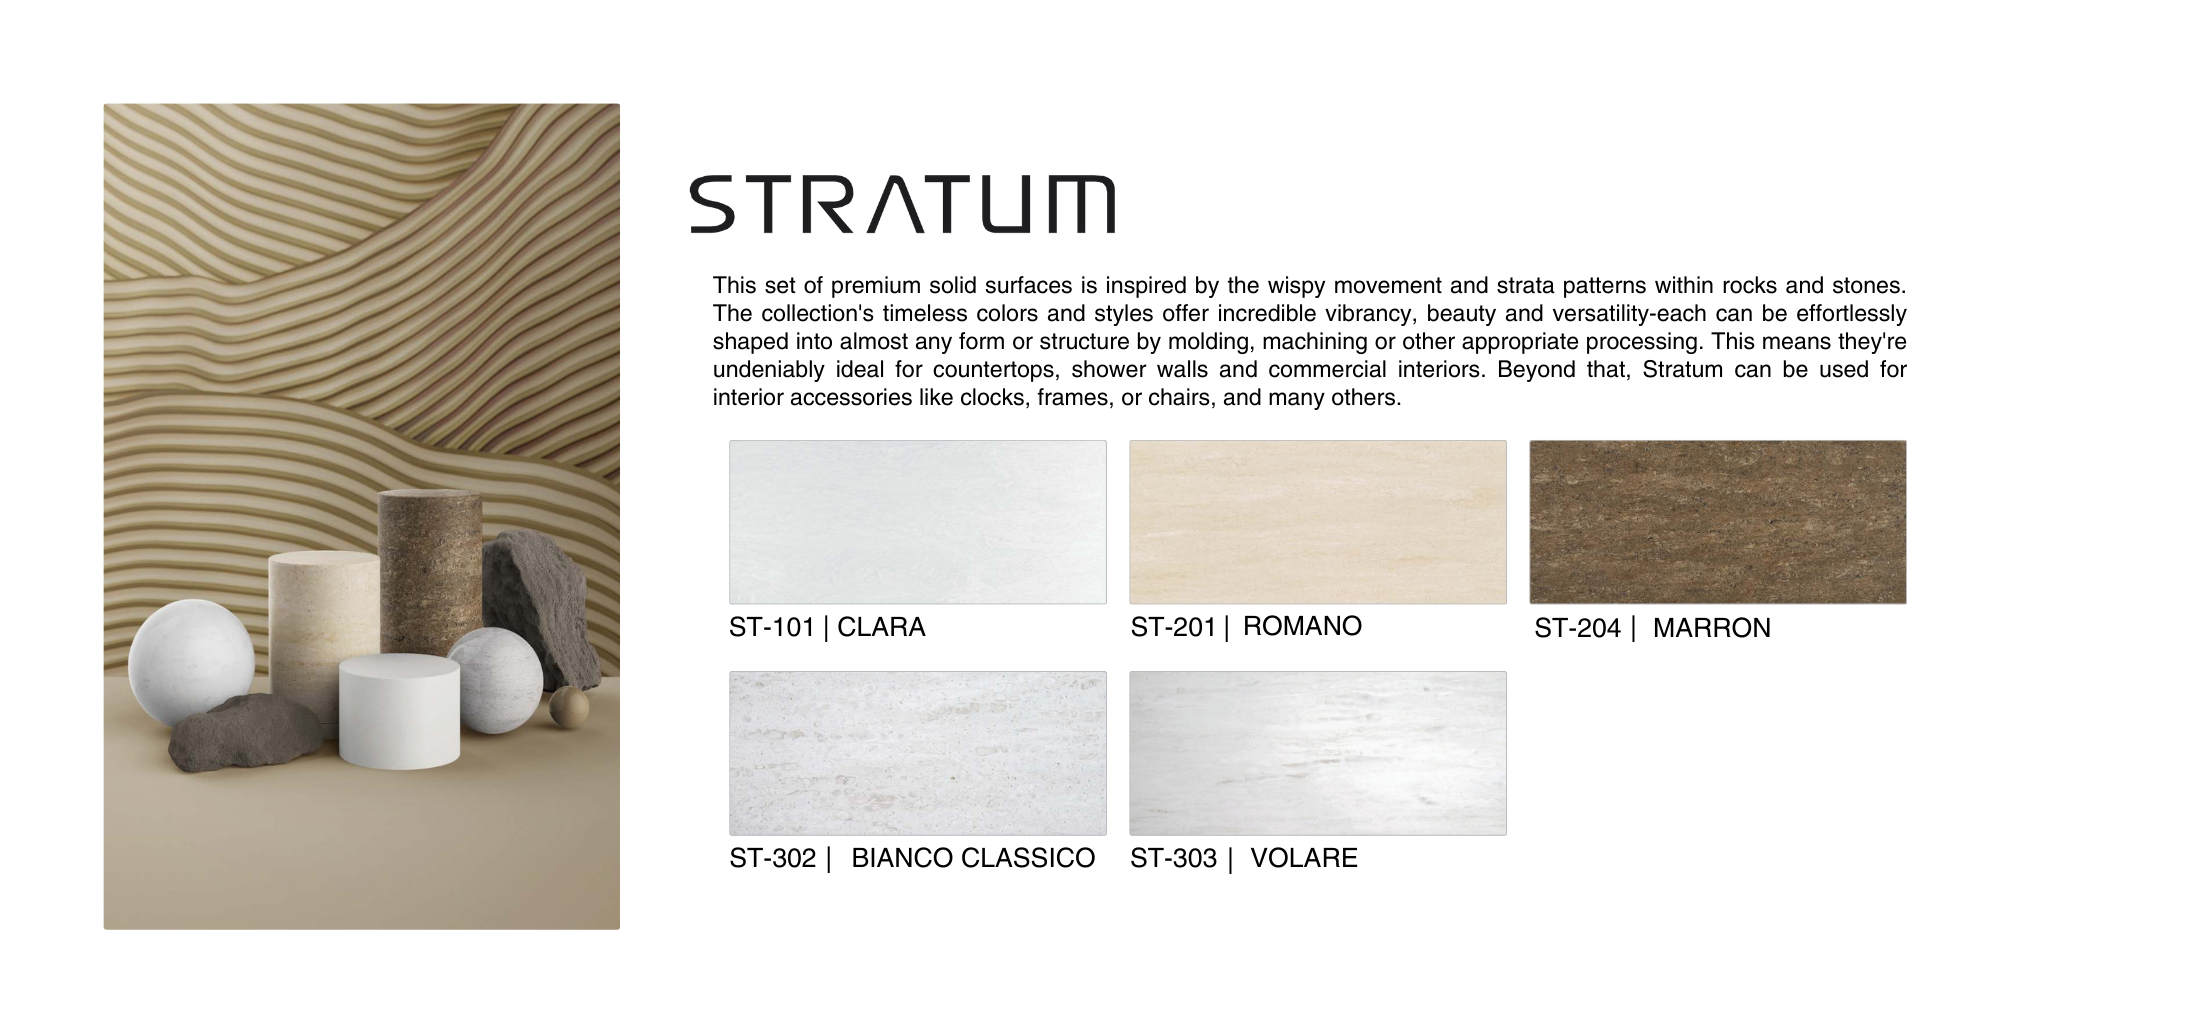 STRATUM
This set of premium solid surfaces is inspired by the wispy movement and strata patterns within rocks and stones.
The collection's timeless colors and styles offer incredible vibrancy, beauty and versatility-each can be effortlessly
shaped into almost any form or structure by molding, machining or other appropriate processing. This means they're
undeniably ideal for countertops, shower walls and commercial interiors. Beyond that, Stratum can be used for
interior accessories like clocks, frames, or chairs, and many others.
ST-101 | CLARA
ST-201 | ROMANO
ST-204 | MARRON
ST-302 | BIANCO CLASSICO
ST-303 | VOLARE